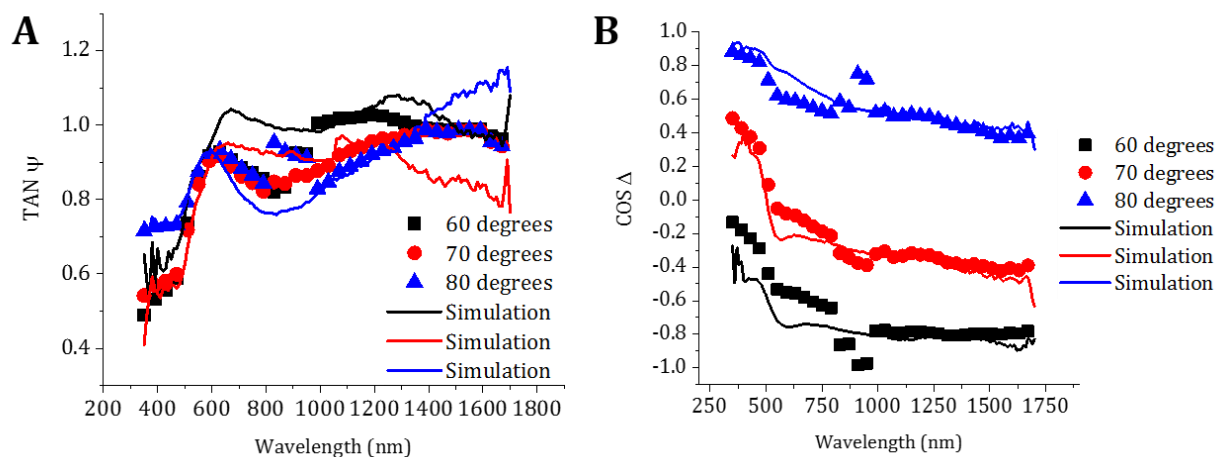 A
TAN ψ
1.2
1.0
0.8
0.6
0.4
200 400 600 800 1000 1200 1400 1600 1800
Wavelength (nm)
60 degrees
70 degrees
80 degrees
Simulation
Simulation
Simulation
B
COS Δ
1.0
0.8
0.6
0.4
0.2
0.0
-0.2
-0.4
-0.6
-0.8
-1.0
250 500 750 1000 1250 1500 1750
Wavelength (nm)
60 degrees
70 degrees
80 degrees
Simulation
Simulation
Simulation